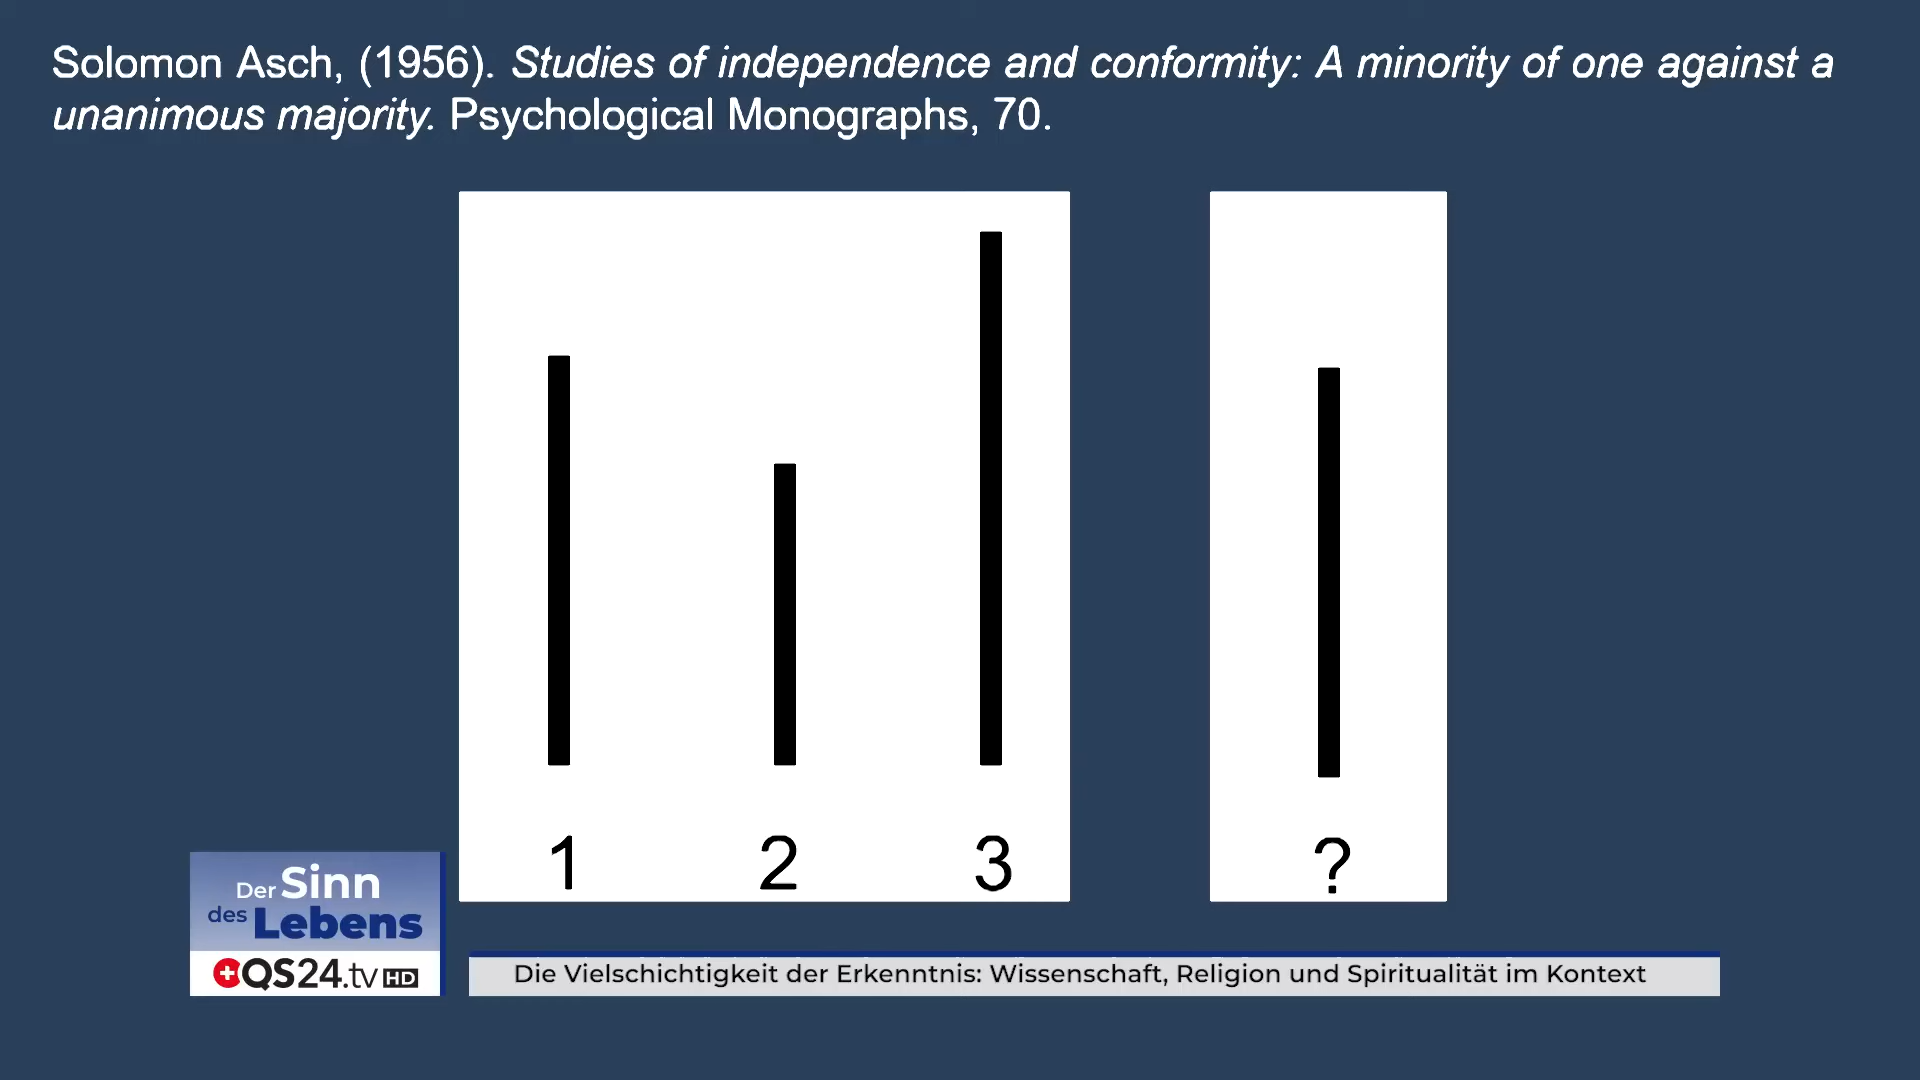 Solomon Asch, (1956). Studies of independence and conformity: A minority of one against a
unanimous majority. Psychological Monographs, 70.
1 2 3 ?
Der Sinn
des Lebens
QS24.tv HD
Die Vielschichtigkeit der Erkenntnis: Wissenschaft, Religion und Spiritualität im Kontext